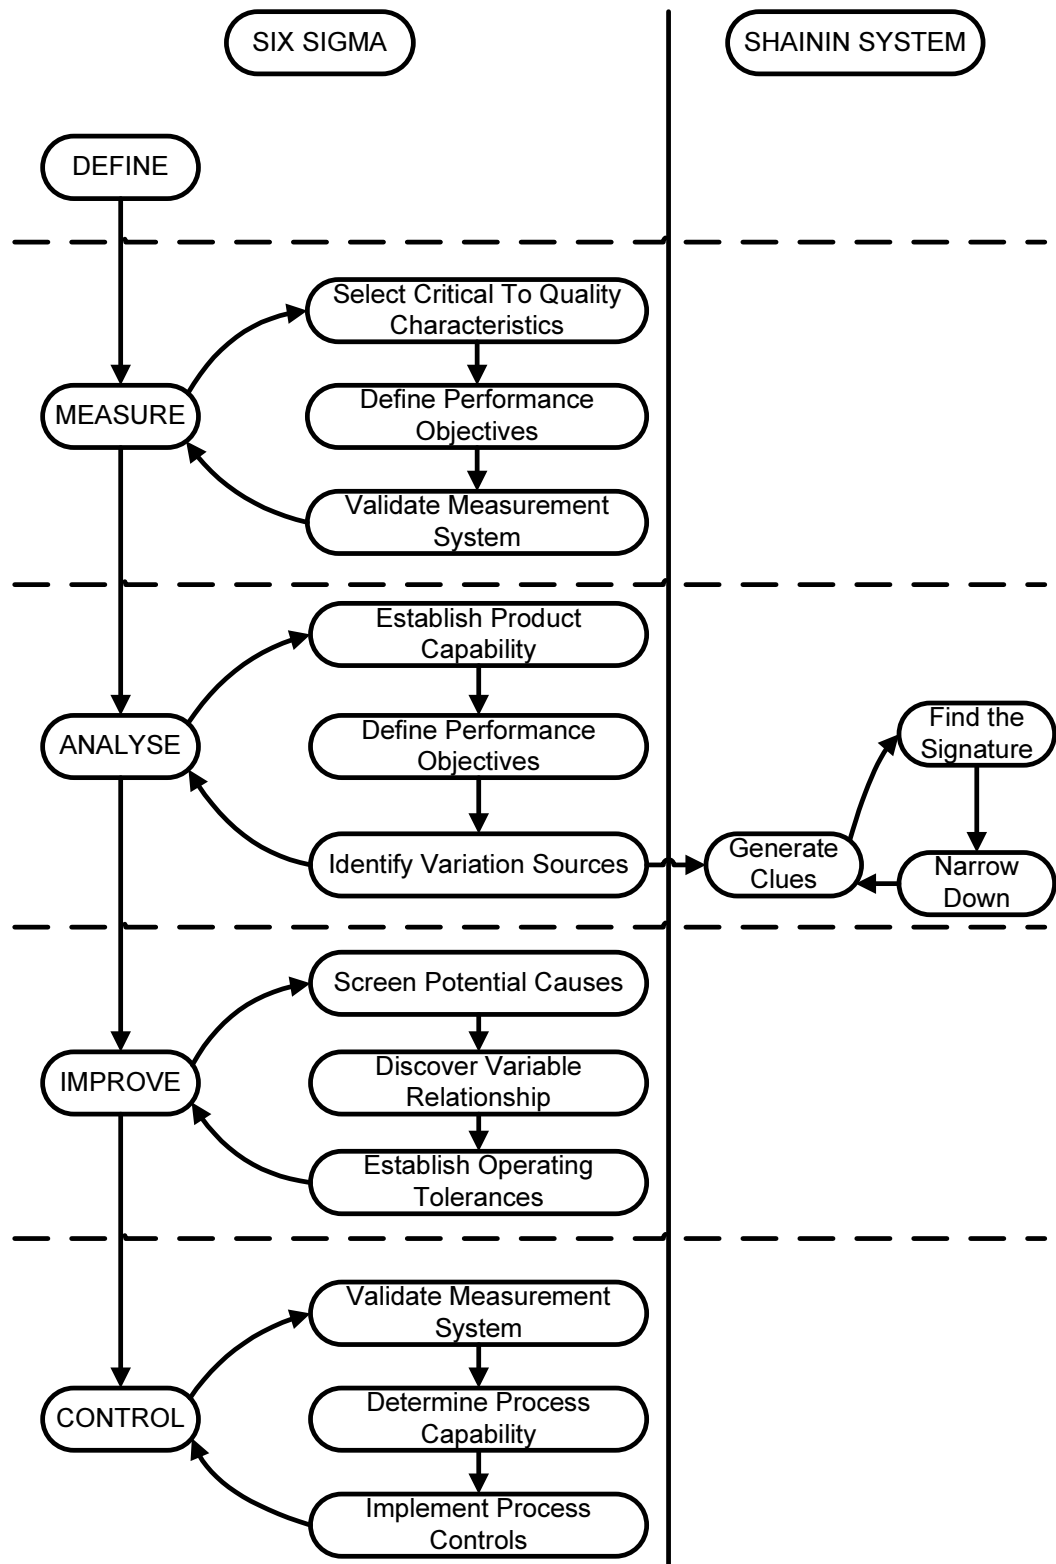 SIX SIGMA
SHAININ SYSTEM
DEFINE
Select Critical To Quality
Characteristics
MEASURE
Define Performance
Objectives
Validate Measurement
System
Establish Product
Capability
ANALYSE
Define Performance
Objectives
Find the
Signature
Identify Variation Sources
Generate
Clues
Narrow
Down
Screen Potential Causes
IMPROVE
Discover Variable
Relationship
Establish Operating
Tolerances
Validate Measurement
System
CONTROL
Determine Process
Capability
Implement Process
Controls